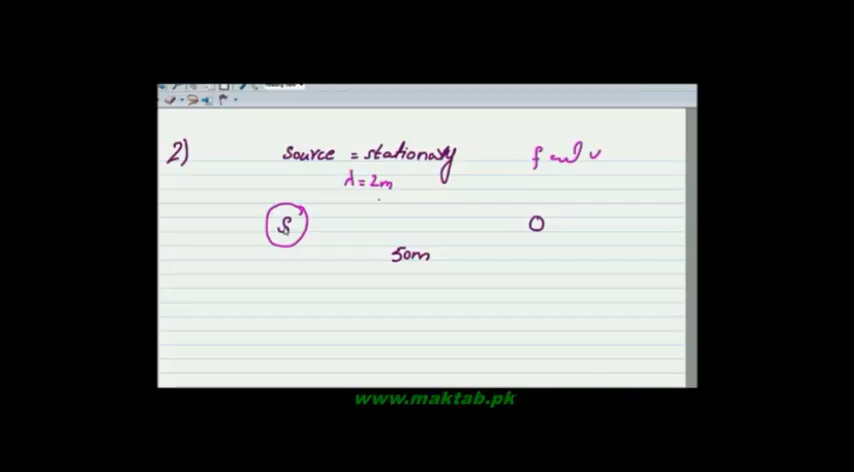 2) Source = stationary f and v
λ = 2m
S O
50m
www.maktab.pk